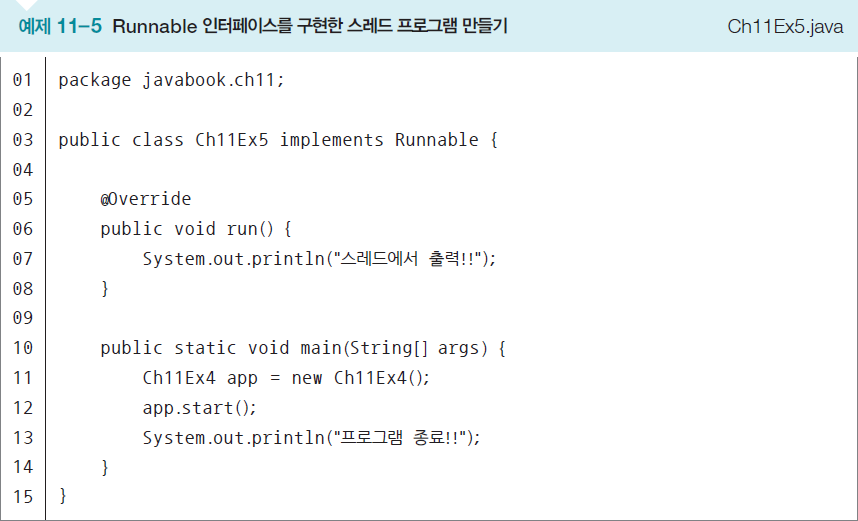 예제 11-5 Runnable 인터페이스를 구현한 스레드 프로그램 만들기 Ch11Ex5.java
01 package javabook.ch11;
02
03 public class Ch11Ex5 implements Runnable {
04
05     @Override
06     public void run() {
07         System.out.println("스레드에서 출력!!");
08     }
09
10     public static void main(String[] args) {
11         Ch11Ex4 app = new Ch11Ex4();
12         app.start();
13         System.out.println("프로그램 종료!!");
14     }
15 }